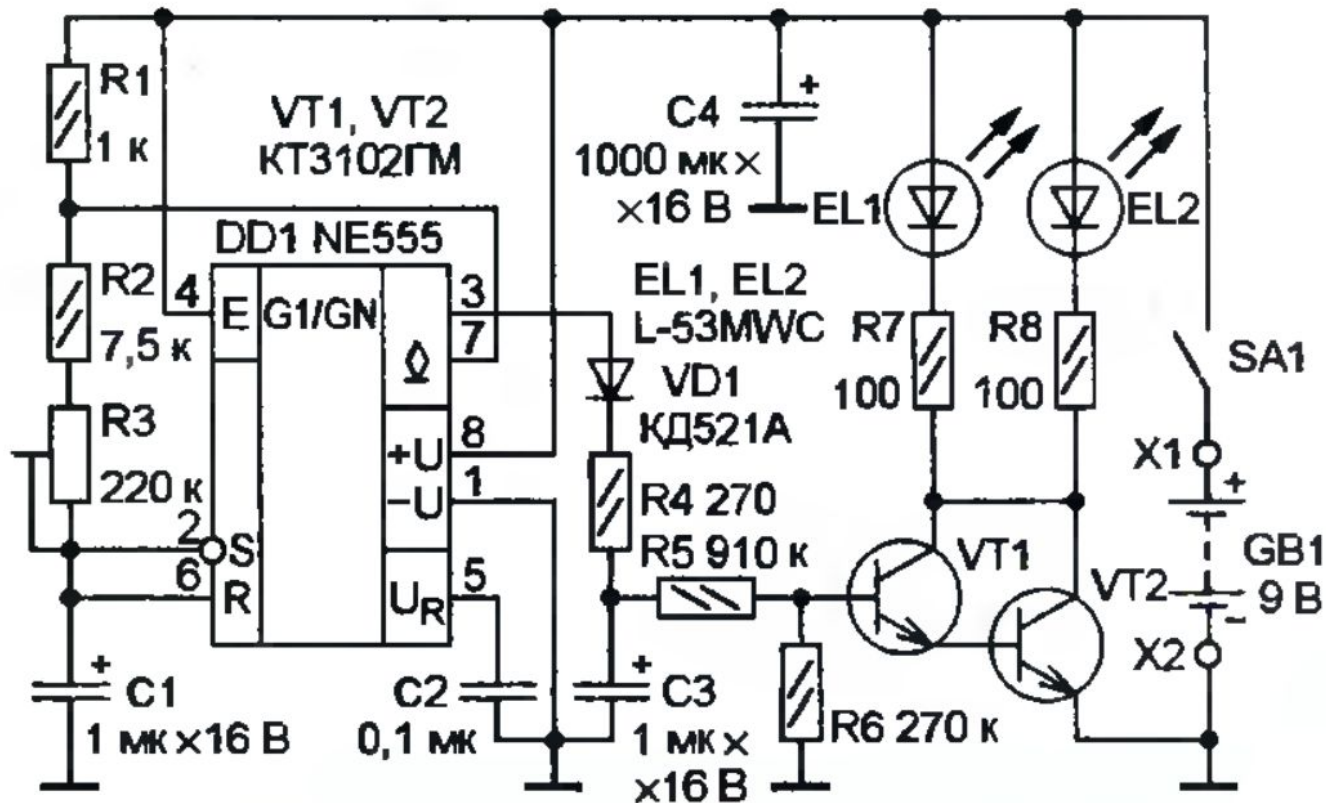 R1
1 к
VT1, VT2
КТ3102ГМ
C4
1000 мк ×
×16 В
+
EL1
EL2
DD1 NE555
R2
7,5 к
4
E
G1/GN
3
7
EL1, EL2
L-53MWC
R7
100
R8
100
SA1
R3
220 к
VD1
КД521А
8
+U
1
–U
X1
+
R4 270
R5 910 к
2
S
6
R
5
UR
VT1
VT2
GB1
9 В
–
X2
+
C1
1 мк ×16 В
C2
0,1 мк
+
C3
1 мк ×
×16 В
R6 270 к